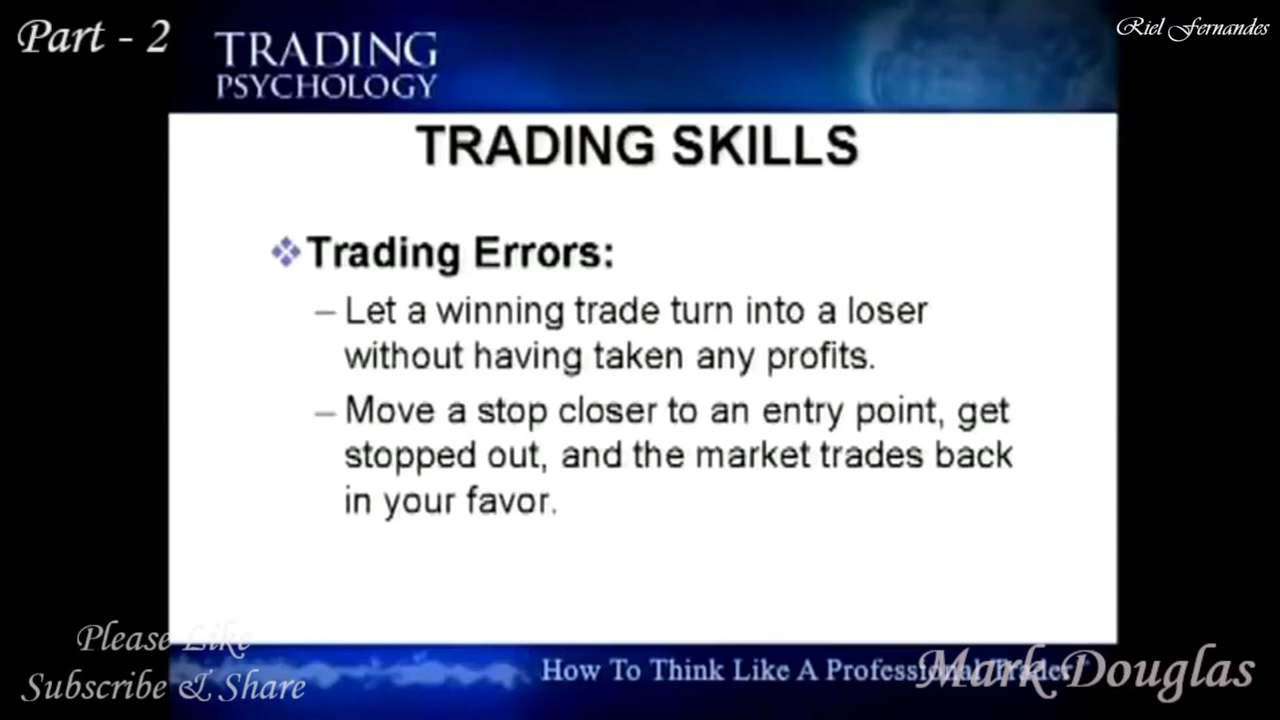 Part - 2
Riel Fernandes
TRADING
PSYCHOLOGY
TRADING SKILLS
❖Trading Errors:
– Let a winning trade turn into a loser
without having taken any profits.
– Move a stop closer to an entry point, get
stopped out, and the market trades back
in your favor.
Please Like
Subscribe & Share
How To Think Like A Professional Trader
Mark Douglas